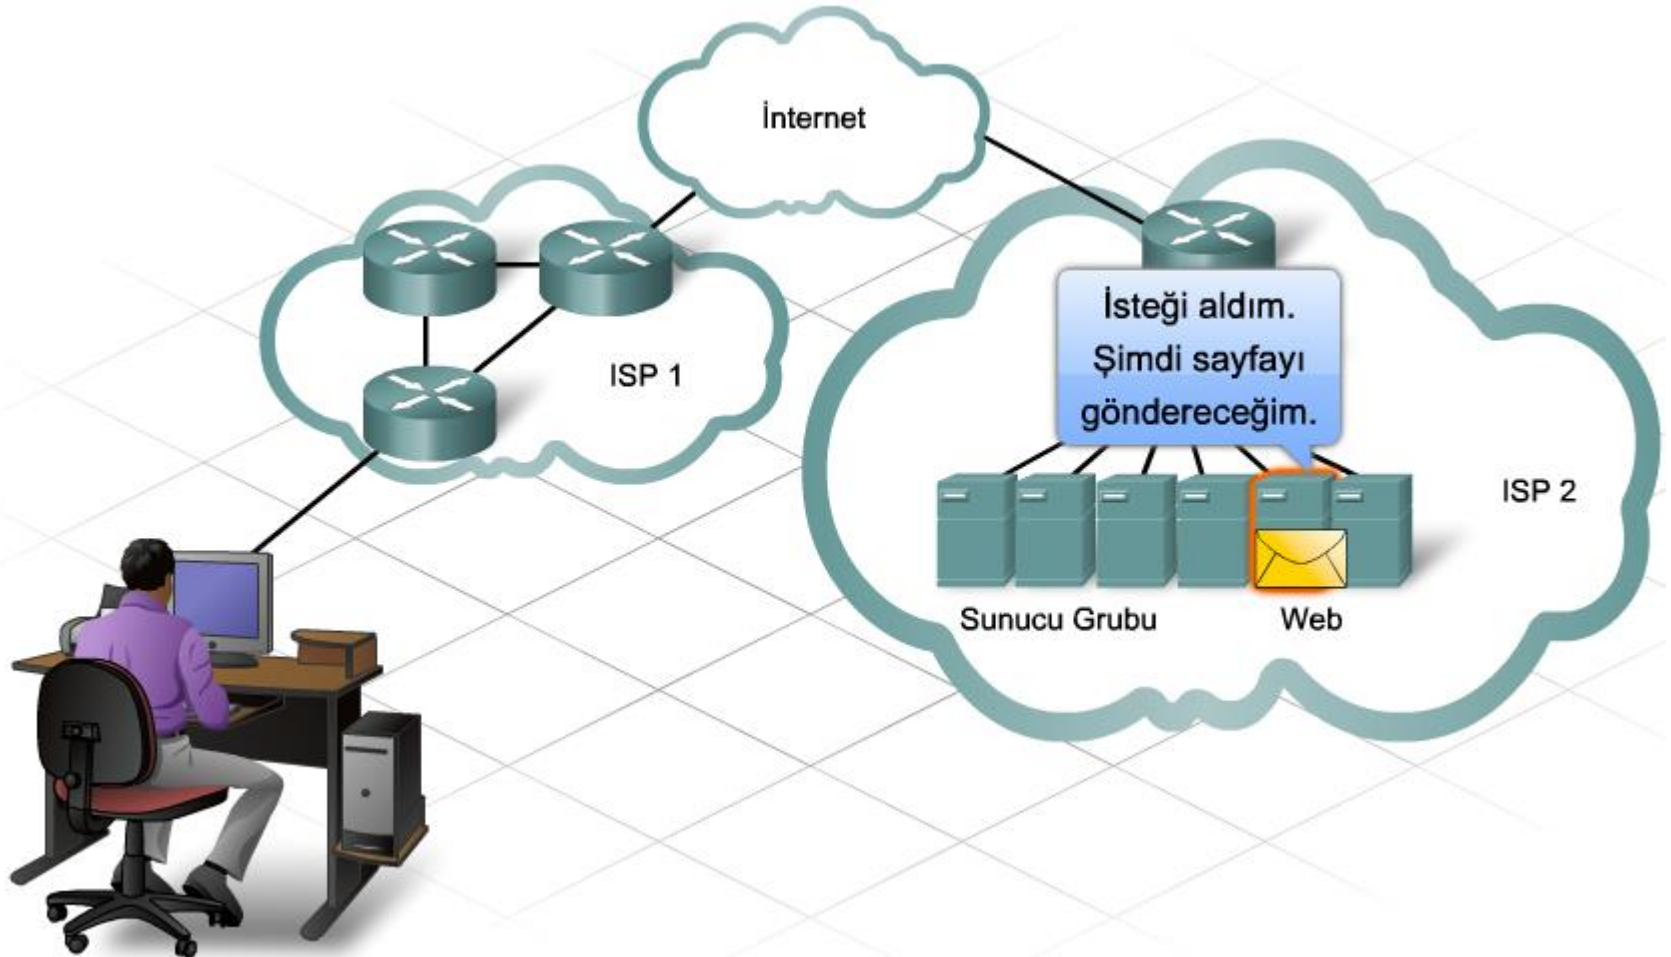 İnternet
ISP 1
İsteği aldım.
Şimdi sayfayı
göndereceğim.
ISP 2
Sunucu Grubu
Web